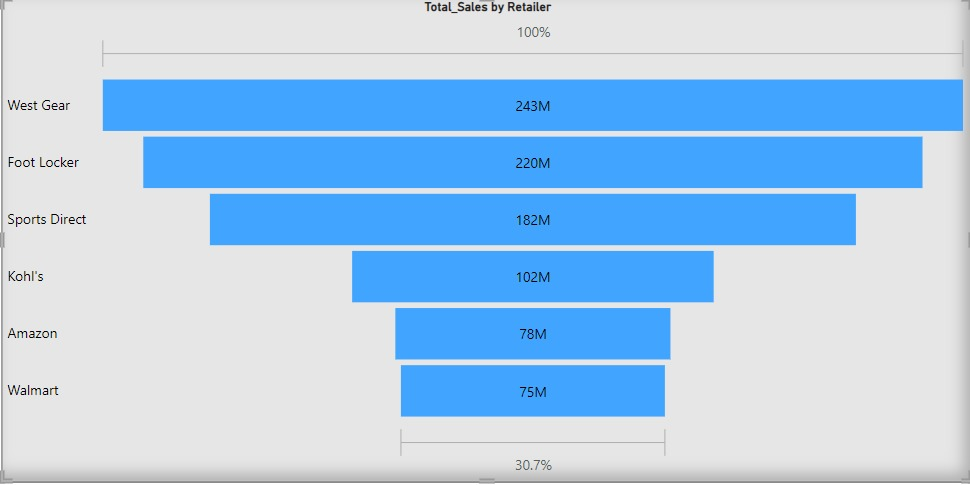 Total_Sales by Retailer
100%
West Gear 243M
Foot Locker 220M
Sports Direct 182M
Kohl's 102M
Amazon 78M
Walmart 75M
30.7%